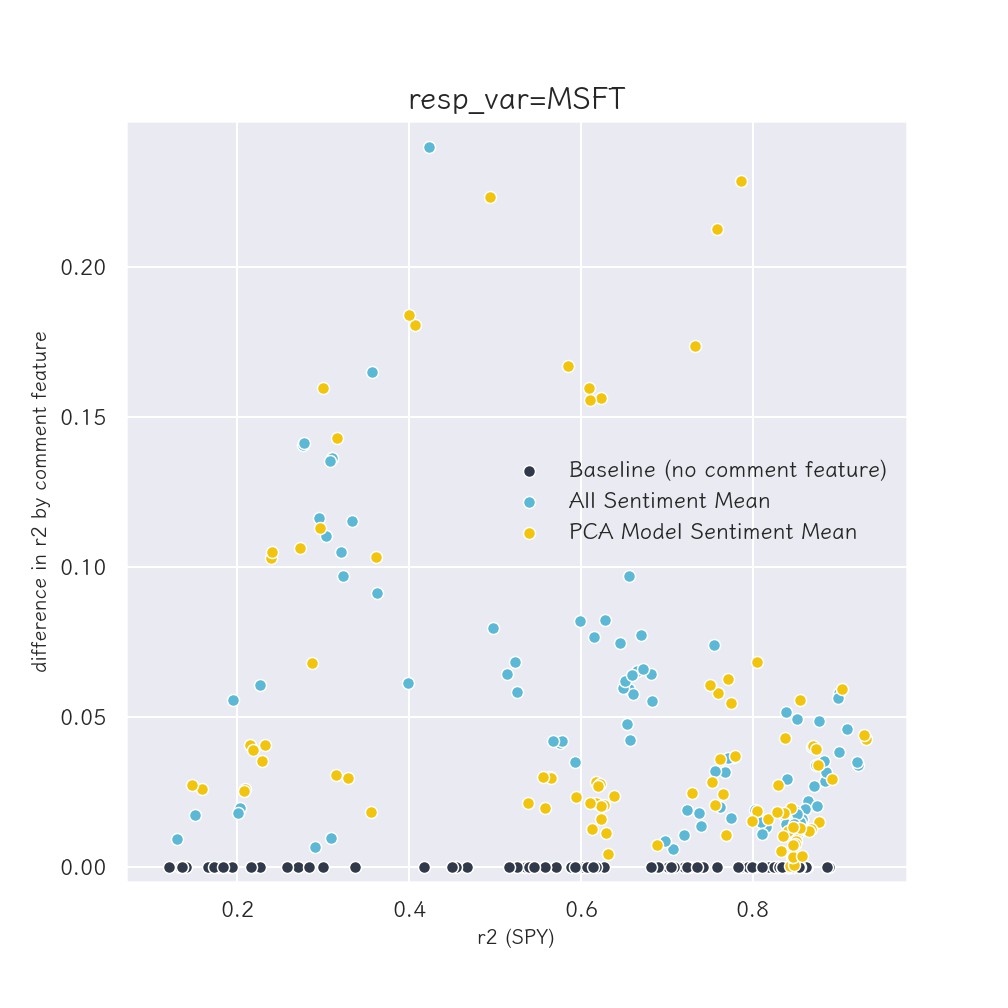 resp_var=MSFT
difference in r2 by comment feature
0.20
0.15
0.10
0.05
0.00
Baseline (no comment feature)
All Sentiment Mean
PCA Model Sentiment Mean
0.2 0.4 0.6 0.8
r2 (SPY)